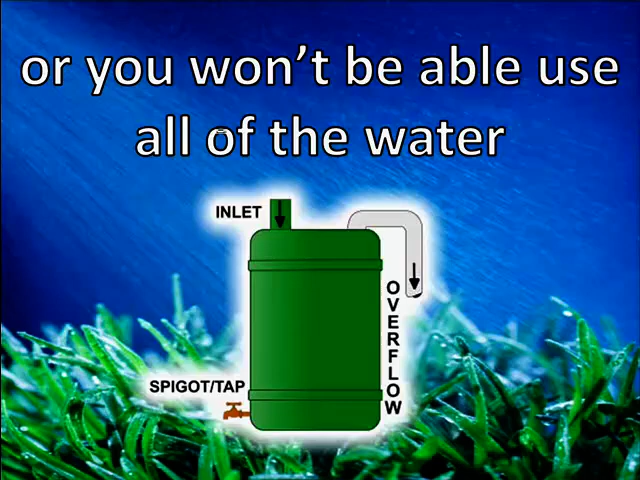 or you won't be able use
all of the water
INLET
OVERFLOW
SPIGOT/TAP